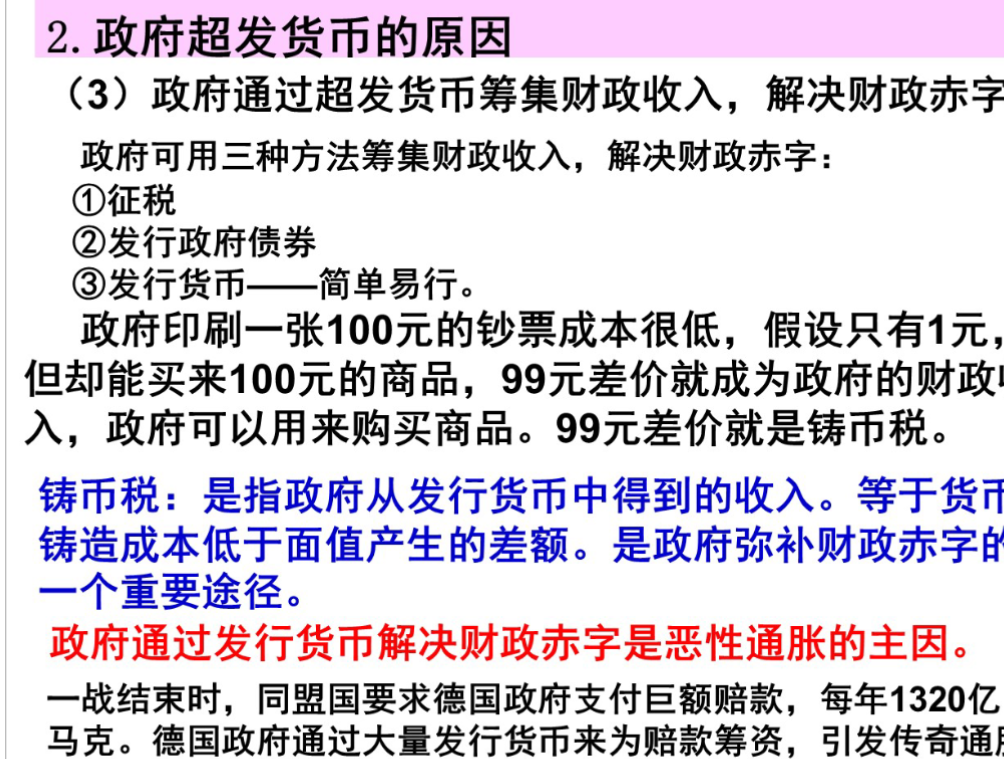 2.政府超发货币的原因
（3）政府通过超发货币筹集财政收入，解决财政赤字
政府可用三种方法筹集财政收入，解决财政赤字：
①征税
②发行政府债券
③发行货币——简单易行。
政府印刷一张100元的钞票成本很低，假设只有1元，
但却能买来100元的商品，99元差价就成为政府的财政收
入，政府可以用来购买商品。99元差价就是铸币税。
铸币税：是指政府从发行货币中得到的收入。等于货币
铸造成本低于面值产生的差额。是政府弥补财政赤字的
一个重要途径。
政府通过发行货币解决财政赤字是恶性通胀的主因。
一战结束时，同盟国要求德国政府支付巨额赔款，每年1320亿
马克。德国政府通过大量发行货币来为赔款筹资，引发传奇通胀